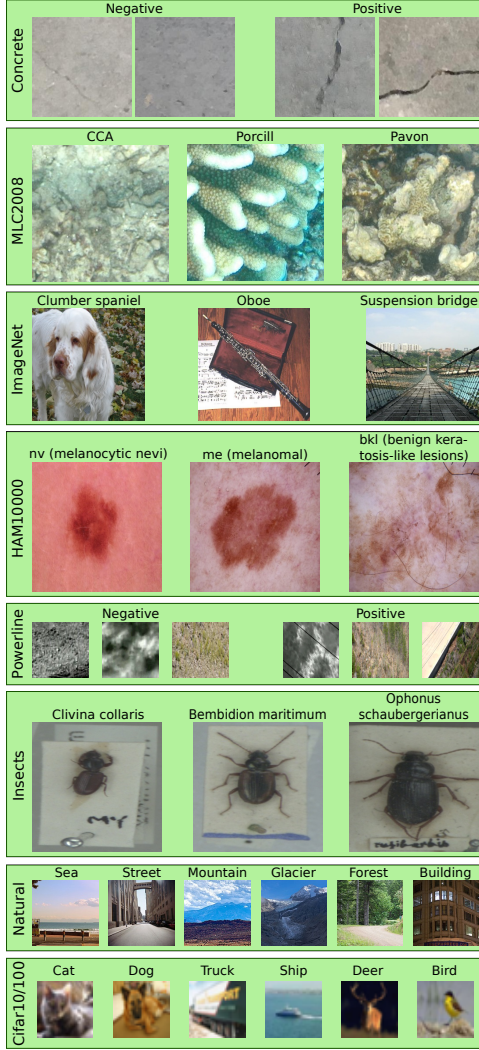 Concrete
Negative
Positive
MLC2008
CCA
Porcill
Pavon
ImageNet
Clumber spaniel
Oboe
Suspension bridge
HAM10000
nv (melanocytic nevi)
me (melanomal)
bkl (benign kera-
tosis-like lesions)
Powerline
Negative
Positive
Insects
Clivina collaris
Bembidion maritimum
Ophonus
schaubergerianus
Natural
Sea
Street
Mountain
Glacier
Forest
Building
Cifar10/100
Cat
Dog
Truck
Ship
Deer
Bird